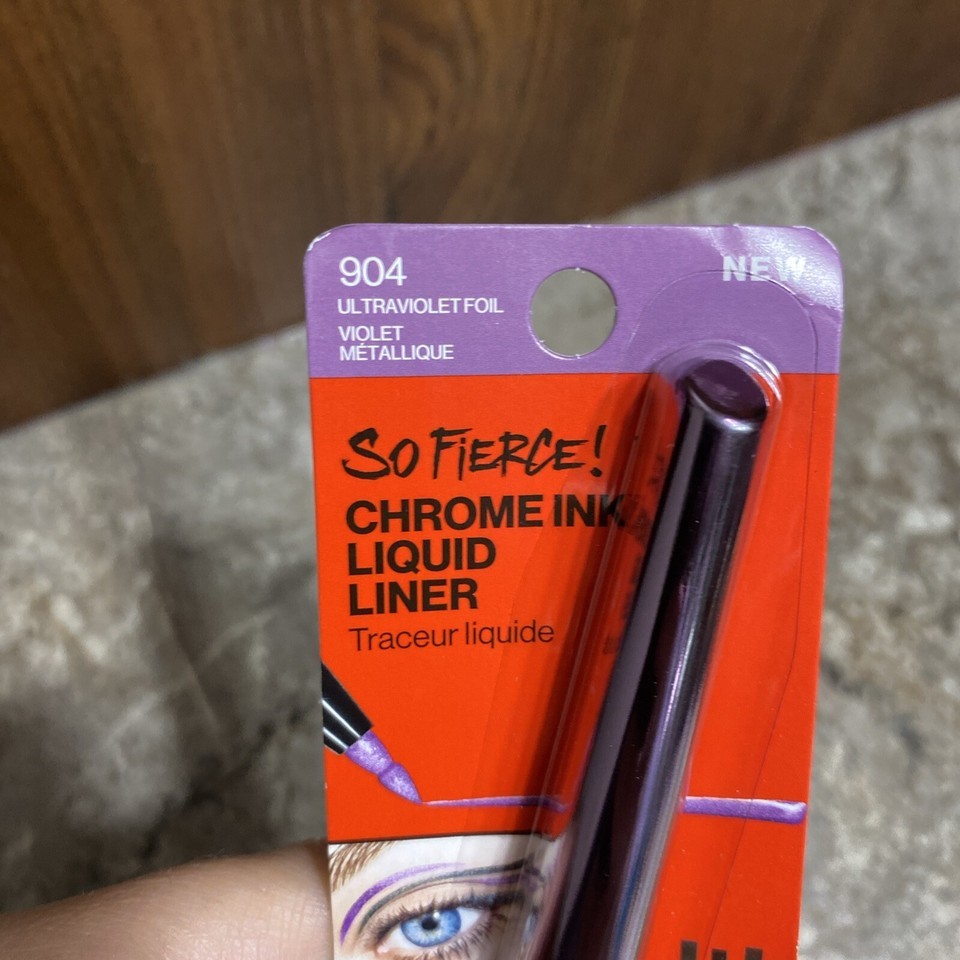 904
ULTRAVIOLET FOIL
VIOLET
MÉTALLIQUE
NEW
SO FiERCE!
CHROME INK
LIQUID
LINER
Traceur liquide